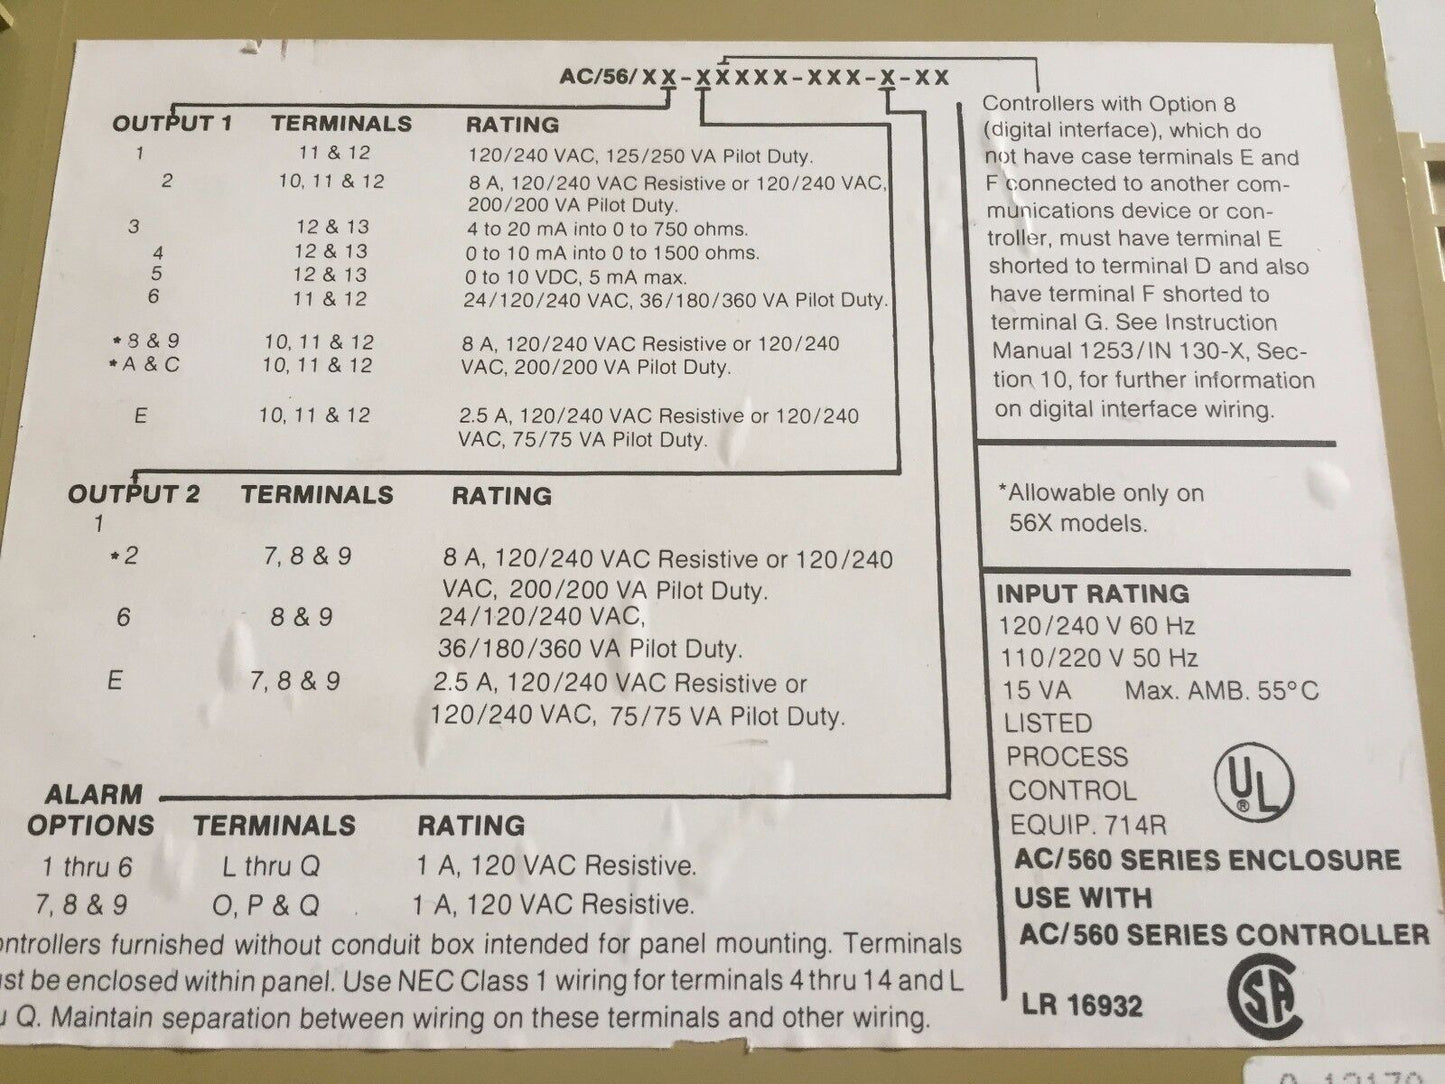 AC/56/XX-XXXXX-XXX-X-XX
OUTPUT 1 TERMINALS RATING
1 11 & 12 120/240 VAC, 125/250 VA Pilot Duty.
2 10, 11 & 12 8 A, 120/240 VAC Resistive or 120/240 VAC,
200/200 VA Pilot Duty.
3 12 & 13 4 to 20 mA into 0 to 750 ohms.
4 12 & 13 0 to 10 mA into 0 to 1500 ohms.
5 12 & 13 0 to 10 VDC, 5 mA max.
6 11 & 12 24/120/240 VAC, 36/180/360 VA Pilot Duty.
*8 & 9 10, 11 & 12 8 A, 120/240 VAC Resistive or 120/240
*A & C 10, 11 & 12 VAC, 200/200 VA Pilot Duty.
E 10, 11 & 12 2.5 A, 120/240 VAC Resistive or 120/240
VAC, 75/75 VA Pilot Duty.
OUTPUT 2 TERMINALS RATING
1
*2 7, 8 & 9 8 A, 120/240 VAC Resistive or 120/240
VAC, 200/200 VA Pilot Duty.
6 8 & 9 24/120/240 VAC,
36/180/360 VA Pilot Duty.
E 7, 8 & 9 2.5 A, 120/240 VAC Resistive or
120/240 VAC, 75/75 VA Pilot Duty.
ALARM
OPTIONS TERMINALS RATING
1 thru 6 L thru Q 1 A, 120 VAC Resistive.
7, 8 & 9 O, P & Q 1 A, 120 VAC Resistive.
ontrollers furnished without conduit box intended for panel mounting. Terminals
ust be enclosed within panel. Use NEC Class 1 wiring for terminals 4 thru 14 and L
u Q. Maintain separation between wiring on these terminals and other wiring.
Controllers with Option 8
(digital interface), which do
not have case terminals E and
F connected to another com-
munications device or con-
troller, must have terminal E
shorted to terminal D and also
have terminal F shorted to
terminal G. See Instruction
Manual 1253/IN 130-X, Sec-
tion 10, for further information
on digital interface wiring.
*Allowable only on
56X models.
INPUT RATING
120/240 V 60 Hz
110/220 V 50 Hz
15 VA Max. AMB. 55°C
LISTED
PROCESS
CONTROL
EQUIP. 714R
UL®
AC/560 SERIES ENCLOSURE
USE WITH
AC/560 SERIES CONTROLLER
LR 16932
CSA